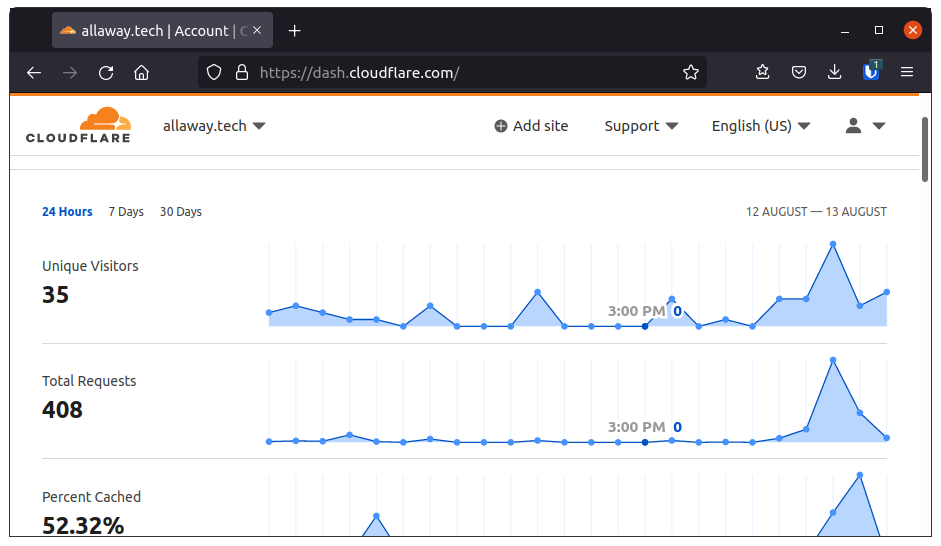 allaway.tech | Account | C
https://dash.cloudflare.com/
1
CLOUDFLARE
allaway.tech
Add site
Support
English (US)
24 Hours 7 Days 30 Days
12 AUGUST — 13 AUGUST
Unique Visitors
35
3:00 PM 0
Total Requests
408
3:00 PM 0
Percent Cached
52.32%